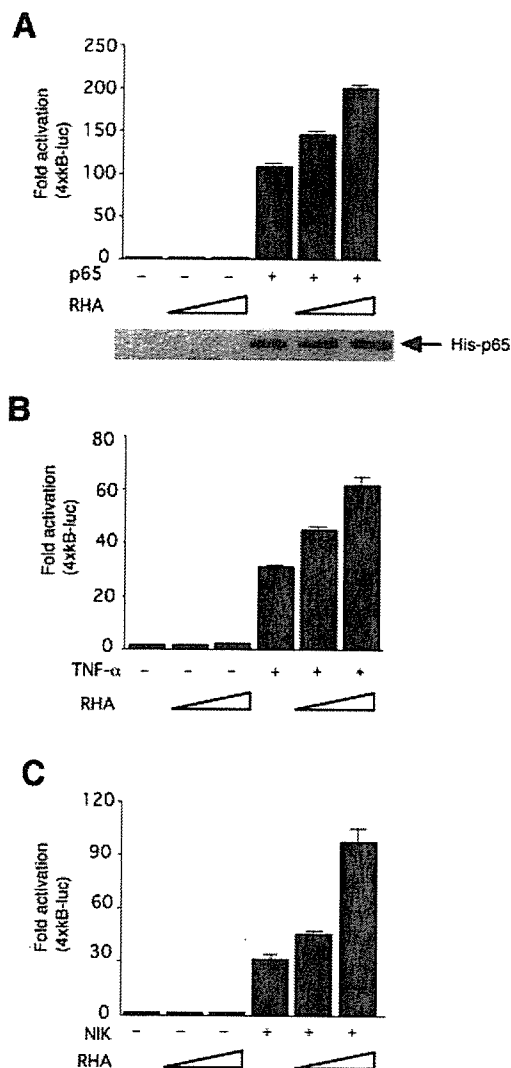 A
Fold activation
(4xkB-luc)
250
200
150
100
50
0
p65 – – – + + +
RHA
His-p65
B
Fold activation
(4xkB-luc)
80
60
40
20
0
TNF-α – – – + + +
RHA
C
Fold activation
(4xkB-luc)
120
90
60
30
0
NIK – – – + + +
RHA